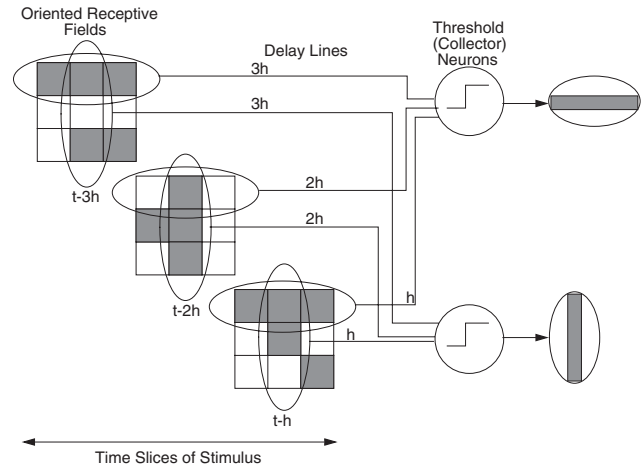 Oriented Receptive
Fields
Delay Lines
Threshold
(Collector)
Neurons
3h
3h
t-3h
2h
2h
t-2h
h
h
t-h
Time Slices of Stimulus